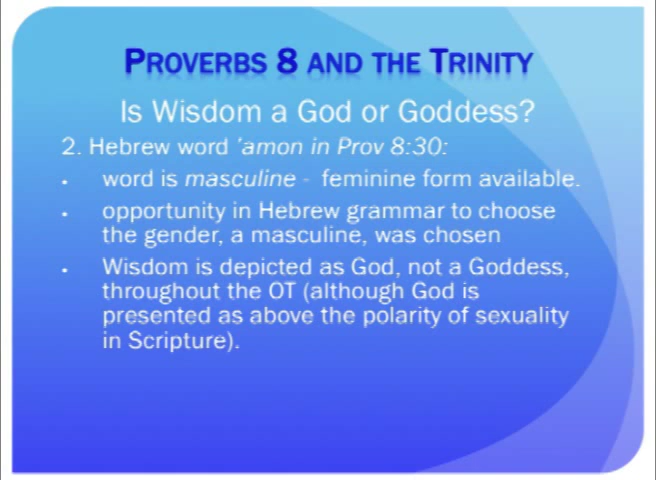 PROVERBS 8 AND THE TRINITY
Is Wisdom a God or Goddess?
2. Hebrew word 'amon in Prov 8:30:
• word is masculine - feminine form available.
• opportunity in Hebrew grammar to choose
the gender, a masculine, was chosen
• Wisdom is depicted as God, not a Goddess,
throughout the OT (although God is
presented as above the polarity of sexuality
in Scripture).